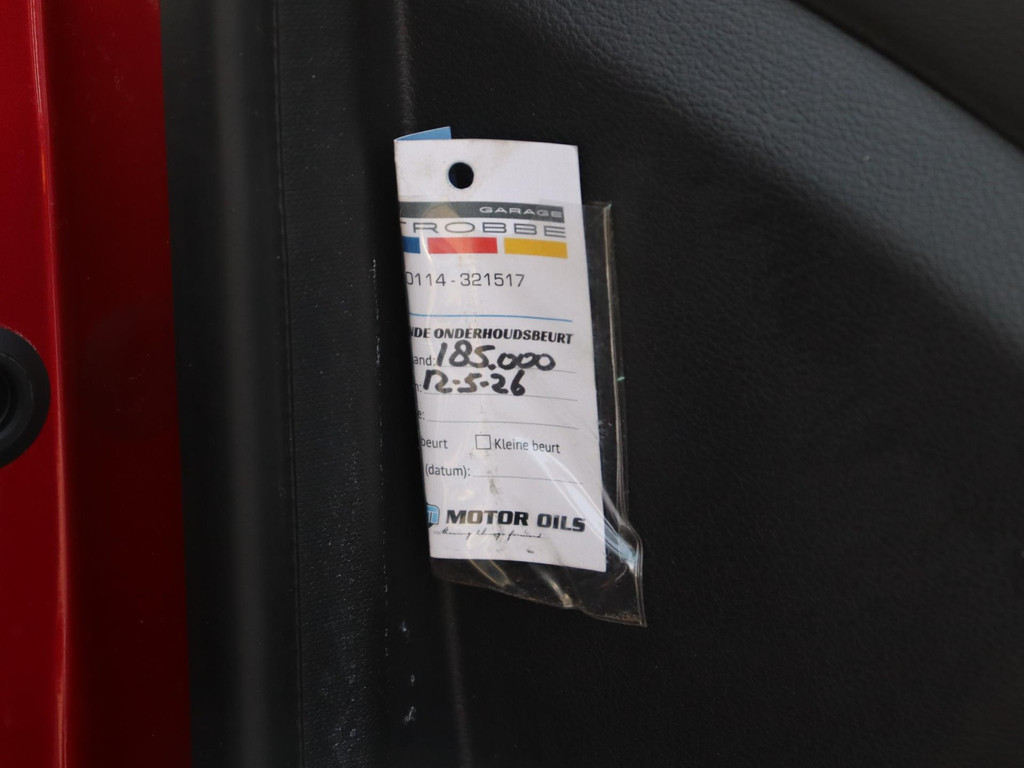 GARAGE
TROBBE
0114-321517
NDE ONDERHOUDSBEURT
and: 185.000
n: 12-5-26
e:
beurt Kleine beurt
(datum):
MOTOR OILS